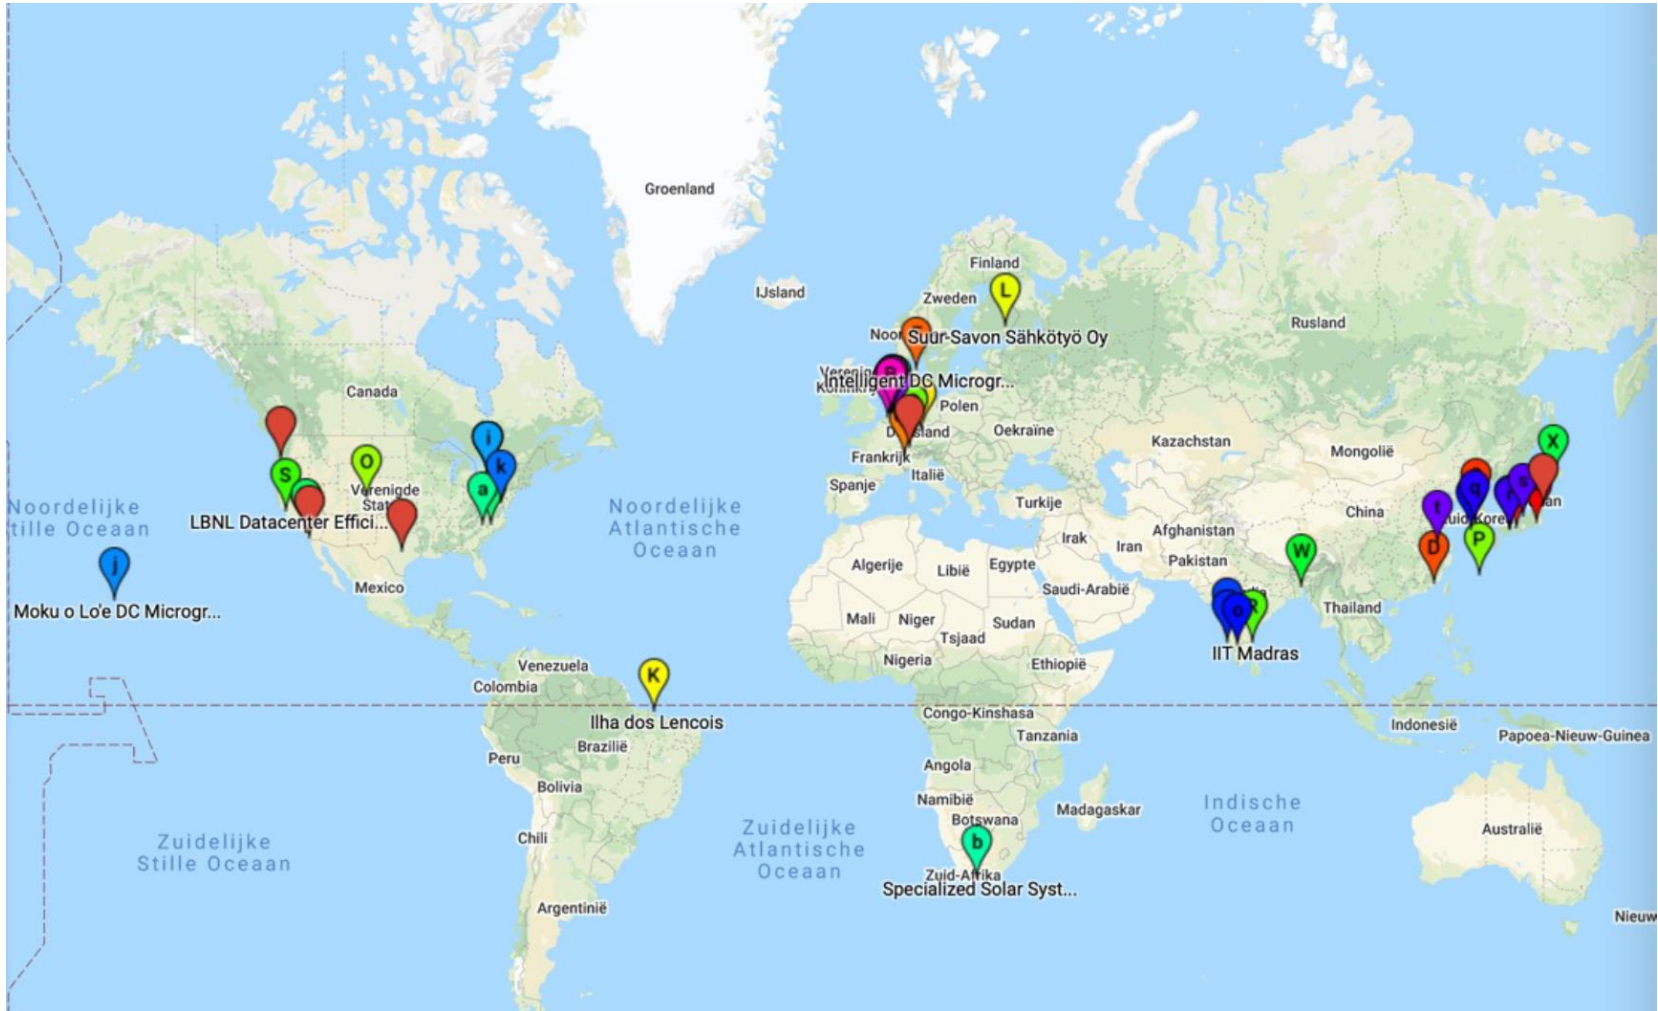 Groenland
IJsland
Finland
L
Zweden
Suur-Savon Sähkötyö Oy
Rusland
Canada
Intelligent DC Microgr...
Polen
Oekraïne
Frankrijk
Italië
Spanje
Turkije
Kazachstan
Mongolië
China
X
i
k
a
O
S
Verenigde
LBNL Datacenter Effici...
Noordelijke
Atlantische
Oceaan
Noordelijke
tille Oceaan
j
Moku o Lo'e DC Microgr...
Mexico
q
s
t
D
P
W
Afghanistan
Irak
Iran
Pakistan
Algerije
Libië
Egypte
Saudi-Arabië
Mali
Niger
Sudan
Tsjaad
Nigeria
Ethiopië
o
R
IIT Madras
Thailand
Venezuela
Colombia
K
Ilha dos Lencois
Brazilië
Peru
Bolivia
Chili
Argentinië
Congo-Kinshasa
Tanzania
Angola
Namibië
Botswana
Madagaskar
b
Zuid-Afrika
Specialized Solar Syst...
Indonesië
Papoea-Nieuw-Guinea
Indische
Oceaan
Australië
Nieuw
Zuidelijke
Stille Oceaan
Zuidelijke
Atlantische
Oceaan